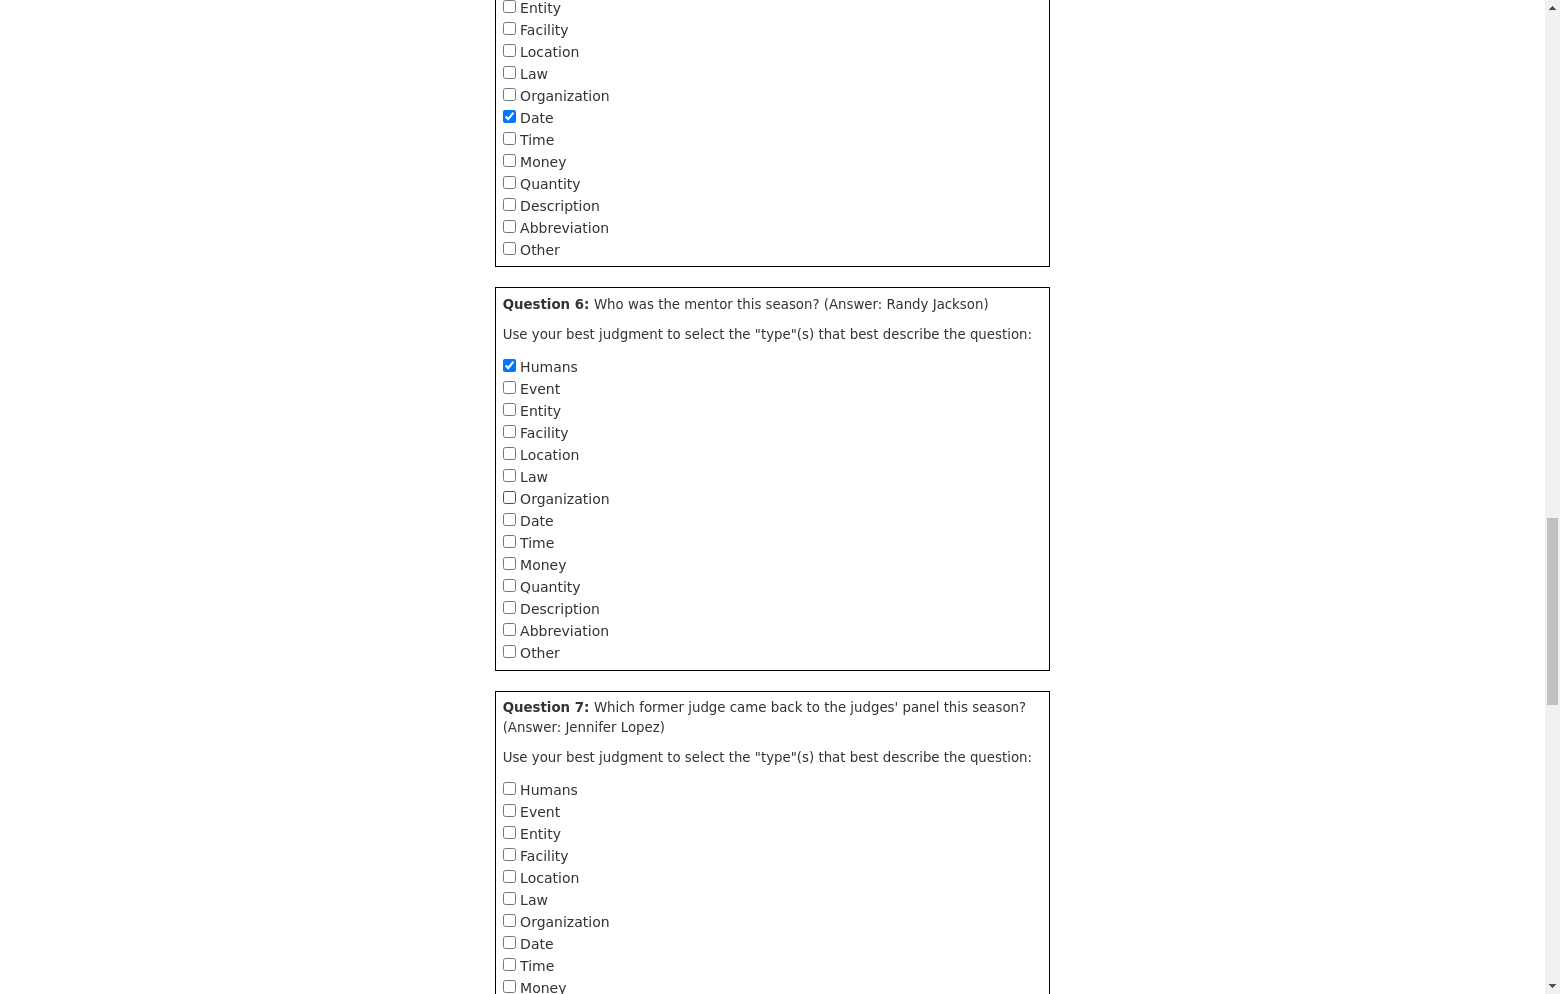 Entity
Facility
Location
Law
Organization
Date
Time
Money
Quantity
Description
Abbreviation
Other
Question 6: Who was the mentor this season? (Answer: Randy Jackson)
Use your best judgment to select the "type"(s) that best describe the question:
Humans
Event
Entity
Facility
Location
Law
Organization
Date
Time
Money
Quantity
Description
Abbreviation
Other
Question 7: Which former judge came back to the judges' panel this season?
(Answer: Jennifer Lopez)
Use your best judgment to select the "type"(s) that best describe the question:
Humans
Event
Entity
Facility
Location
Law
Organization
Date
Time
Money